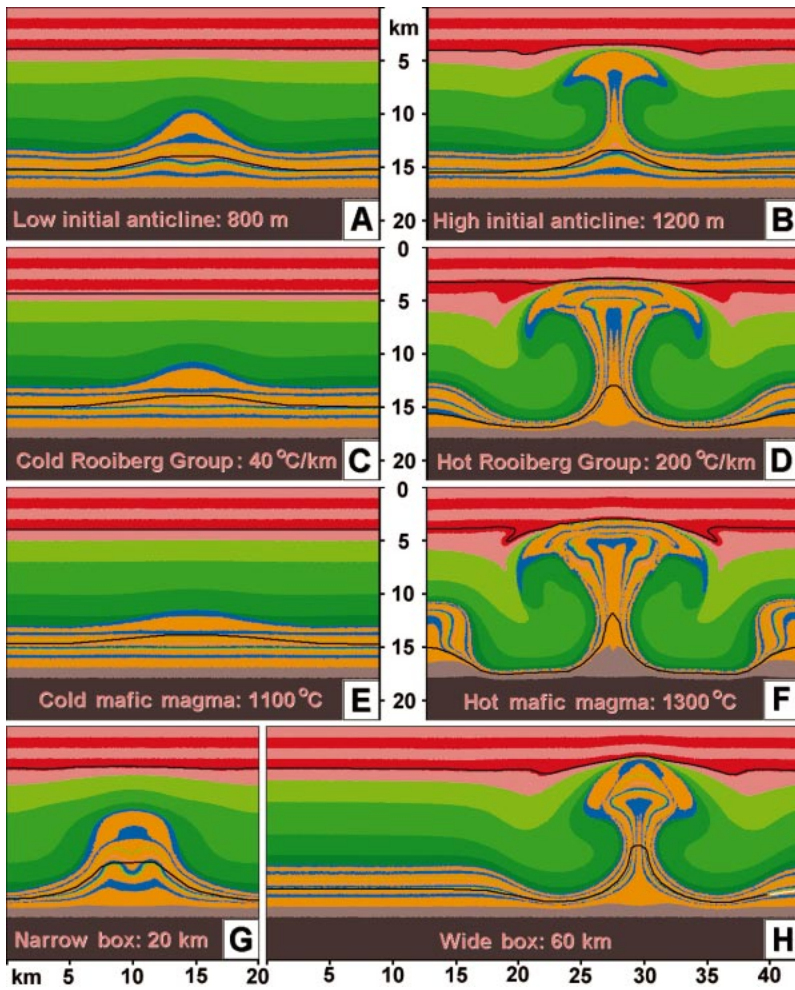 km
5
10
15
20
Low initial anticline: 800 m
A
High initial anticline: 1200 m
B
0
5
10
15
20
Cold Rooiberg Group: 40 °C/km
C
Hot Rooiberg Group: 200 °C/km
D
0
5
10
15
20
Cold mafic magma: 1100 °C
E
Hot mafic magma: 1300 °C
F
Narrow box: 20 km
G
Wide box: 60 km
H
km 5 10 15 20 5 10 15 20 25 30 35 40